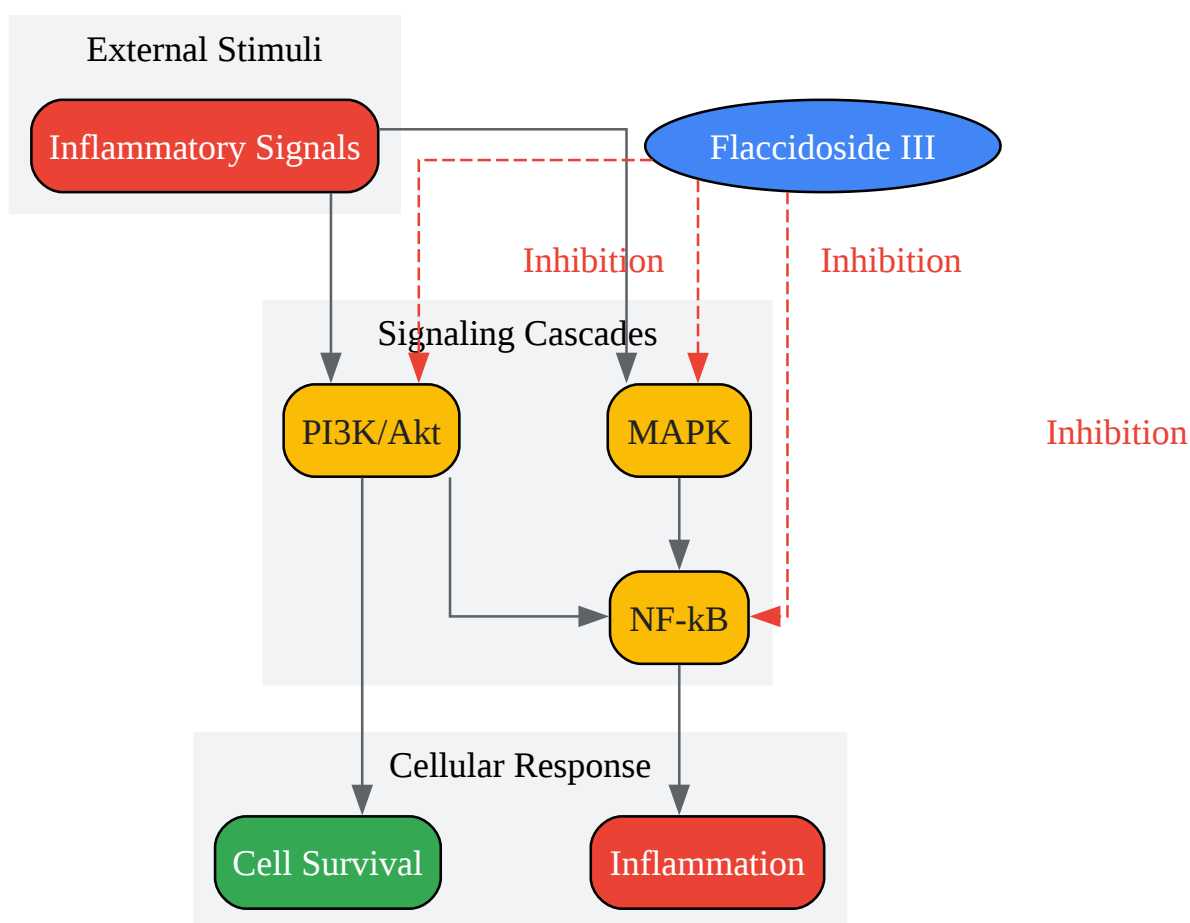 External Stimuli
Inflammatory Signals
Flaccidoside III
Inhibition
Inhibition
Signaling Cascades
PI3K/Akt
MAPK
Inhibition
NF-kB
Cellular Response
Cell Survival
Inflammation